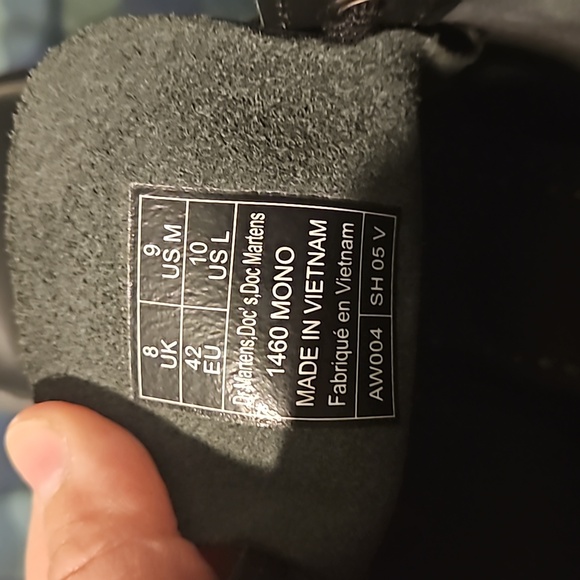 8 UK 9 US M
42 EU 10 US L
Dr.Martens,Doc's,Doc Martens
1460 MONO
MADE IN VIETNAM
Fabriqué en Vietnam
AW004 SH 05 V